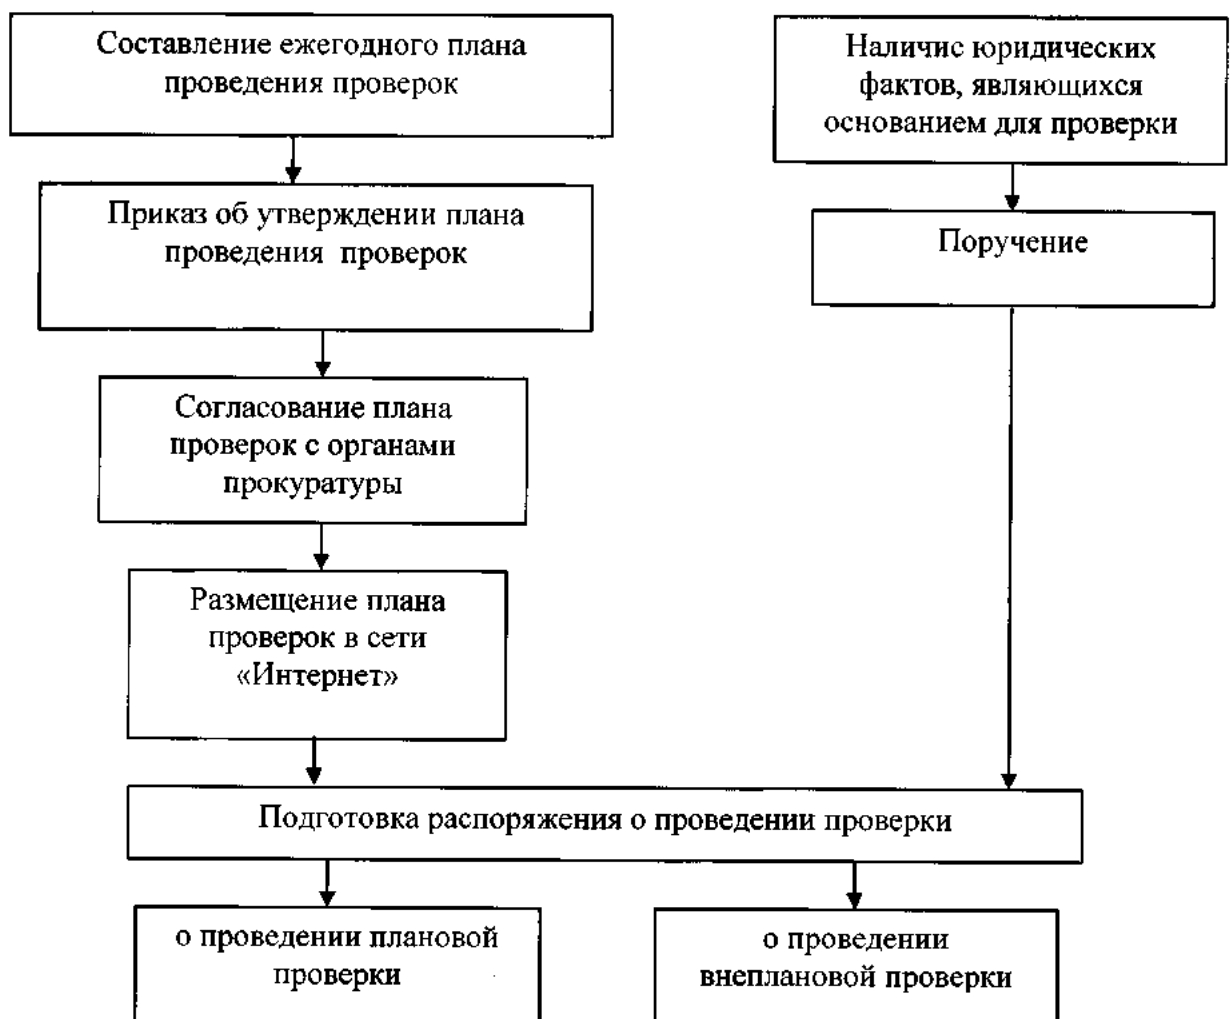 Составление ежегодного плана
проведения проверок
Наличис юридических
фактов, являющихся
основанием для проверки
Приказ об утверждении плана
проведения проверок
Поручение
Согласование плана
проверок с органами
прокуратуры
Размещение плана
проверок в сети
«Интернет»
Подготовка распоряжения о проведении проверки
о проведении плановой
проверки
о проведении
внеплановой проверки